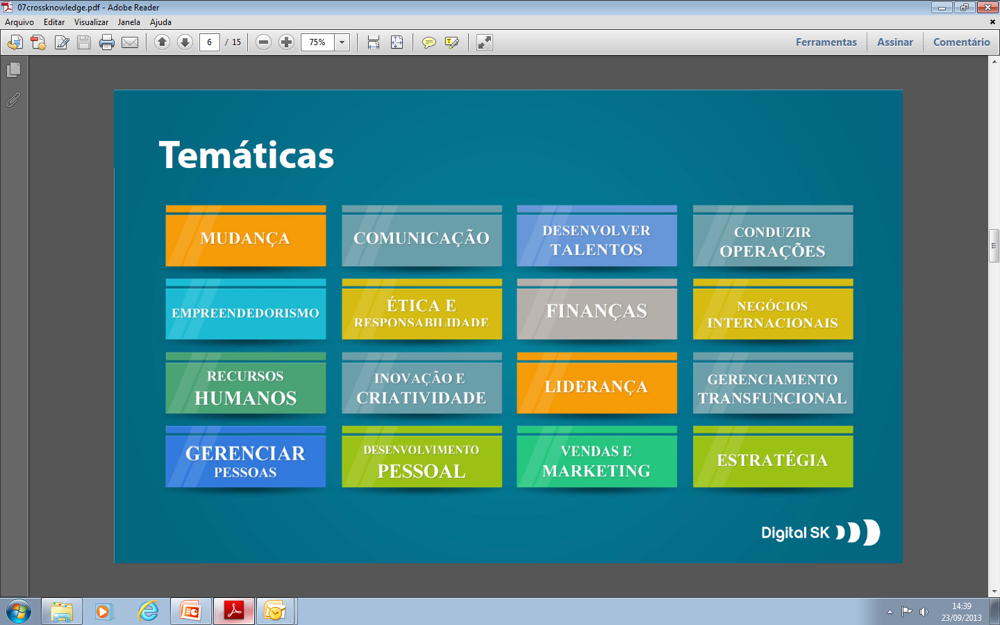 07crossknowledge.pdf - Adobe Reader
Arquivo Editar Visualizar Janela Ajuda
6 / 15 75% Ferramentas Assinar Comentário
Temáticas
MUDANÇA
COMUNICAÇÃO
DESENVOLVER
TALENTOS
CONDUZIR
OPERAÇÕES
EMPREENDEDORISMO
ÉTICA E
RESPONSABILIDADE
FINANÇAS
NEGÓCIOS
INTERNACIONAIS
RECURSOS
HUMANOS
INOVAÇÃO E
CRIATIVIDADE
LIDERANÇA
GERENCIAMENTO
TRANSFUNCIONAL
GERENCIAR
PESSOAS
DESENVOLVIMENTO
PESSOAL
VENDAS E
MARKETING
ESTRATÉGIA
Digital SK
14:39
23/09/2013